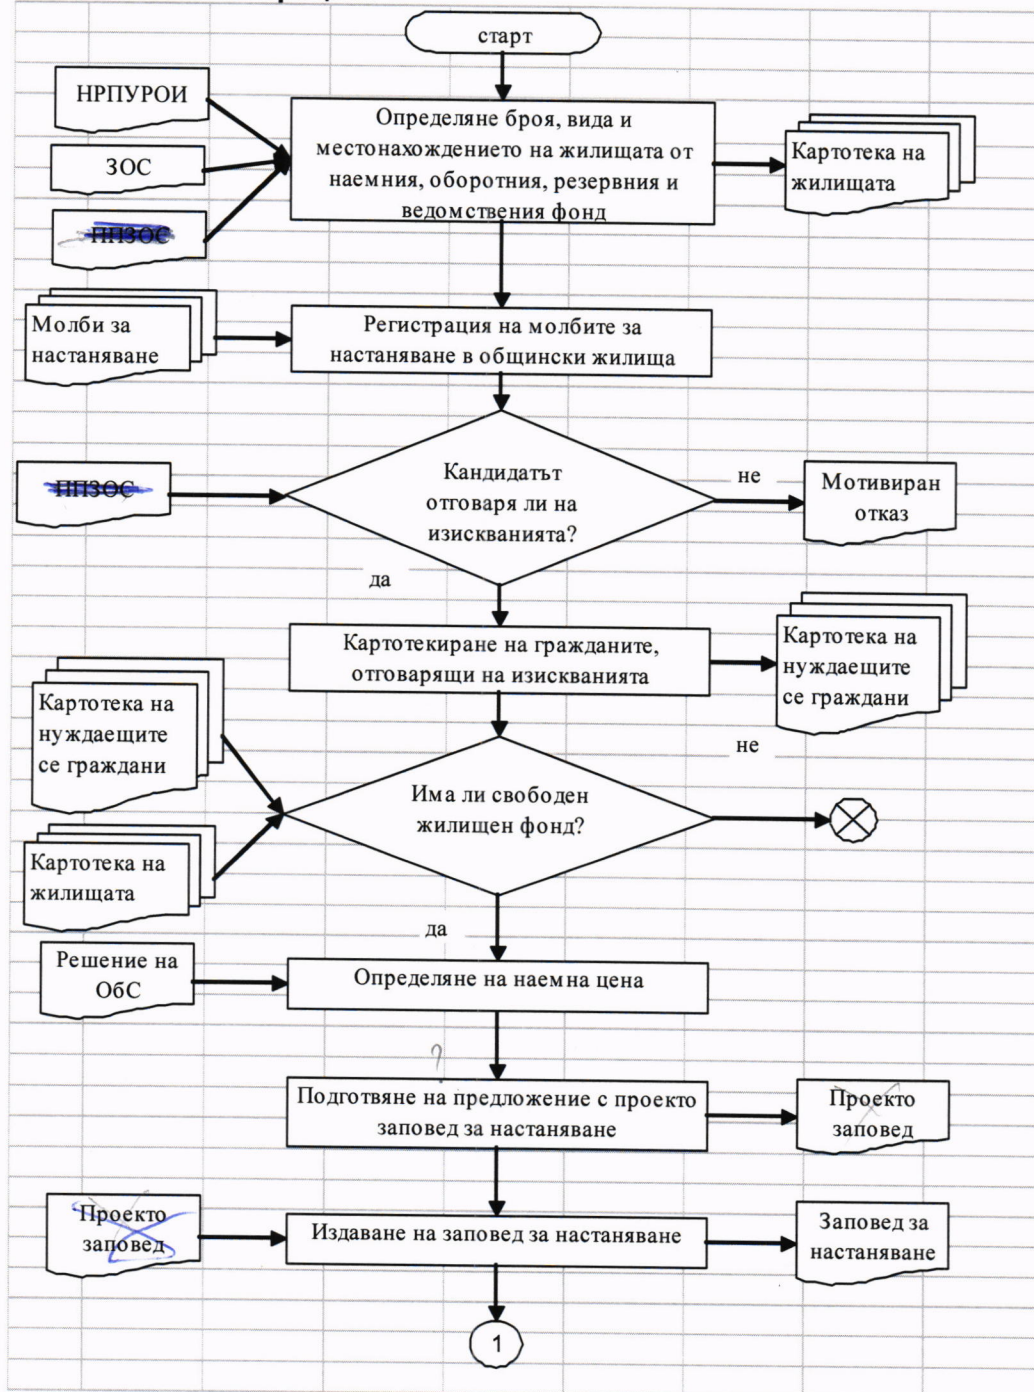 старт
НРПУРОИ
Определяне броя, вида и
местонахождението на жилищата от
наемния, оборотния, резервния и
ведомствения фонд
Картотека на
жилищата
ЗОС
ППЗОС
Молби за
настаняване
Регистрация на молбите за
настаняване в общински жилища
Кандидатът
отговаря ли на
изискванията?
ППЗОС
не
Мотивиран
отказ
да
Картотекиране на гражданите,
отговарящи на изискванията
Картотека на
нуждаещите
се граждани
Картотека на
нуждаещите
се граждани
не
Има ли свободен
жилищен фонд?
Картотека на
жилищата
да
Решение на
ОбС
Определяне на наемна цена
?
Подготвяне на предложение с проекто
заповед за настаняване
Проекто
заповед
Проекто
заповед
Издаване на заповед за настаняване
Заповед за
настаняване
1